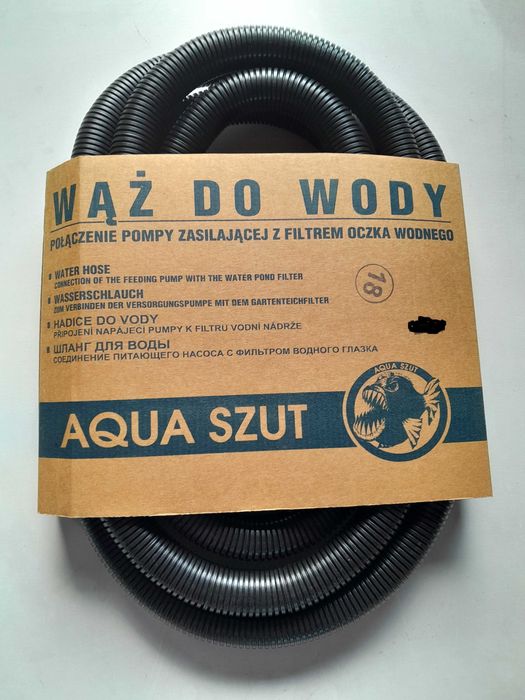 WĄŻ DO WODY
POŁĄCZENIE POMPY ZASILAJĄCEJ Z FILTREM OCZKA WODNEGO
WATER HOSE
CONNECTION OF THE FEEDING PUMP WITH THE WATER POND FILTER
WASSERSCHLAUCH
ZUM VERBINDEN DER VERSORGUNGSPUMPE MIT DEM GARTENTEICHFILTER
HADICE DO VODY
PŘIPOJENÍ NAPÁJECÍ PUMPY K FILTRU VODNÍ NÁDRŽE
ШЛАНГ ДЛЯ ВОДЫ
СОЕДИНЕНИЕ ПИТАЮЩЕГО НАСОСА С ФИЛЬТРОМ ВОДНОГО ГЛАЗКА
18
AQUA SZUT
AQUA SZUT